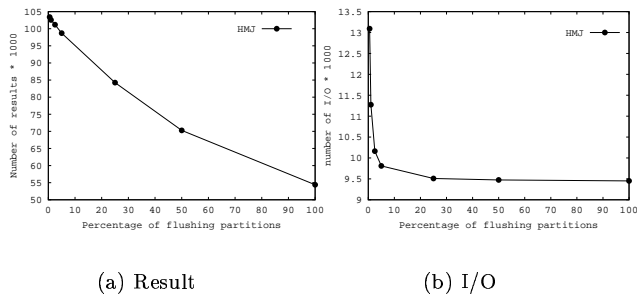 105
100
95
90
85
80
75
70
65
60
55
50
Number of results * 1000
HMJ
0 10 20 30 40 50 60 70 80 90 100
Percentage of flushing partitions
(a) Result
13.5
13
12.5
12
11.5
11
10.5
10
9.5
9
number of I/O * 1000
HMJ
0 10 20 30 40 50 60 70 80 90 100
Percentage of flushing partitions
(b) I/O